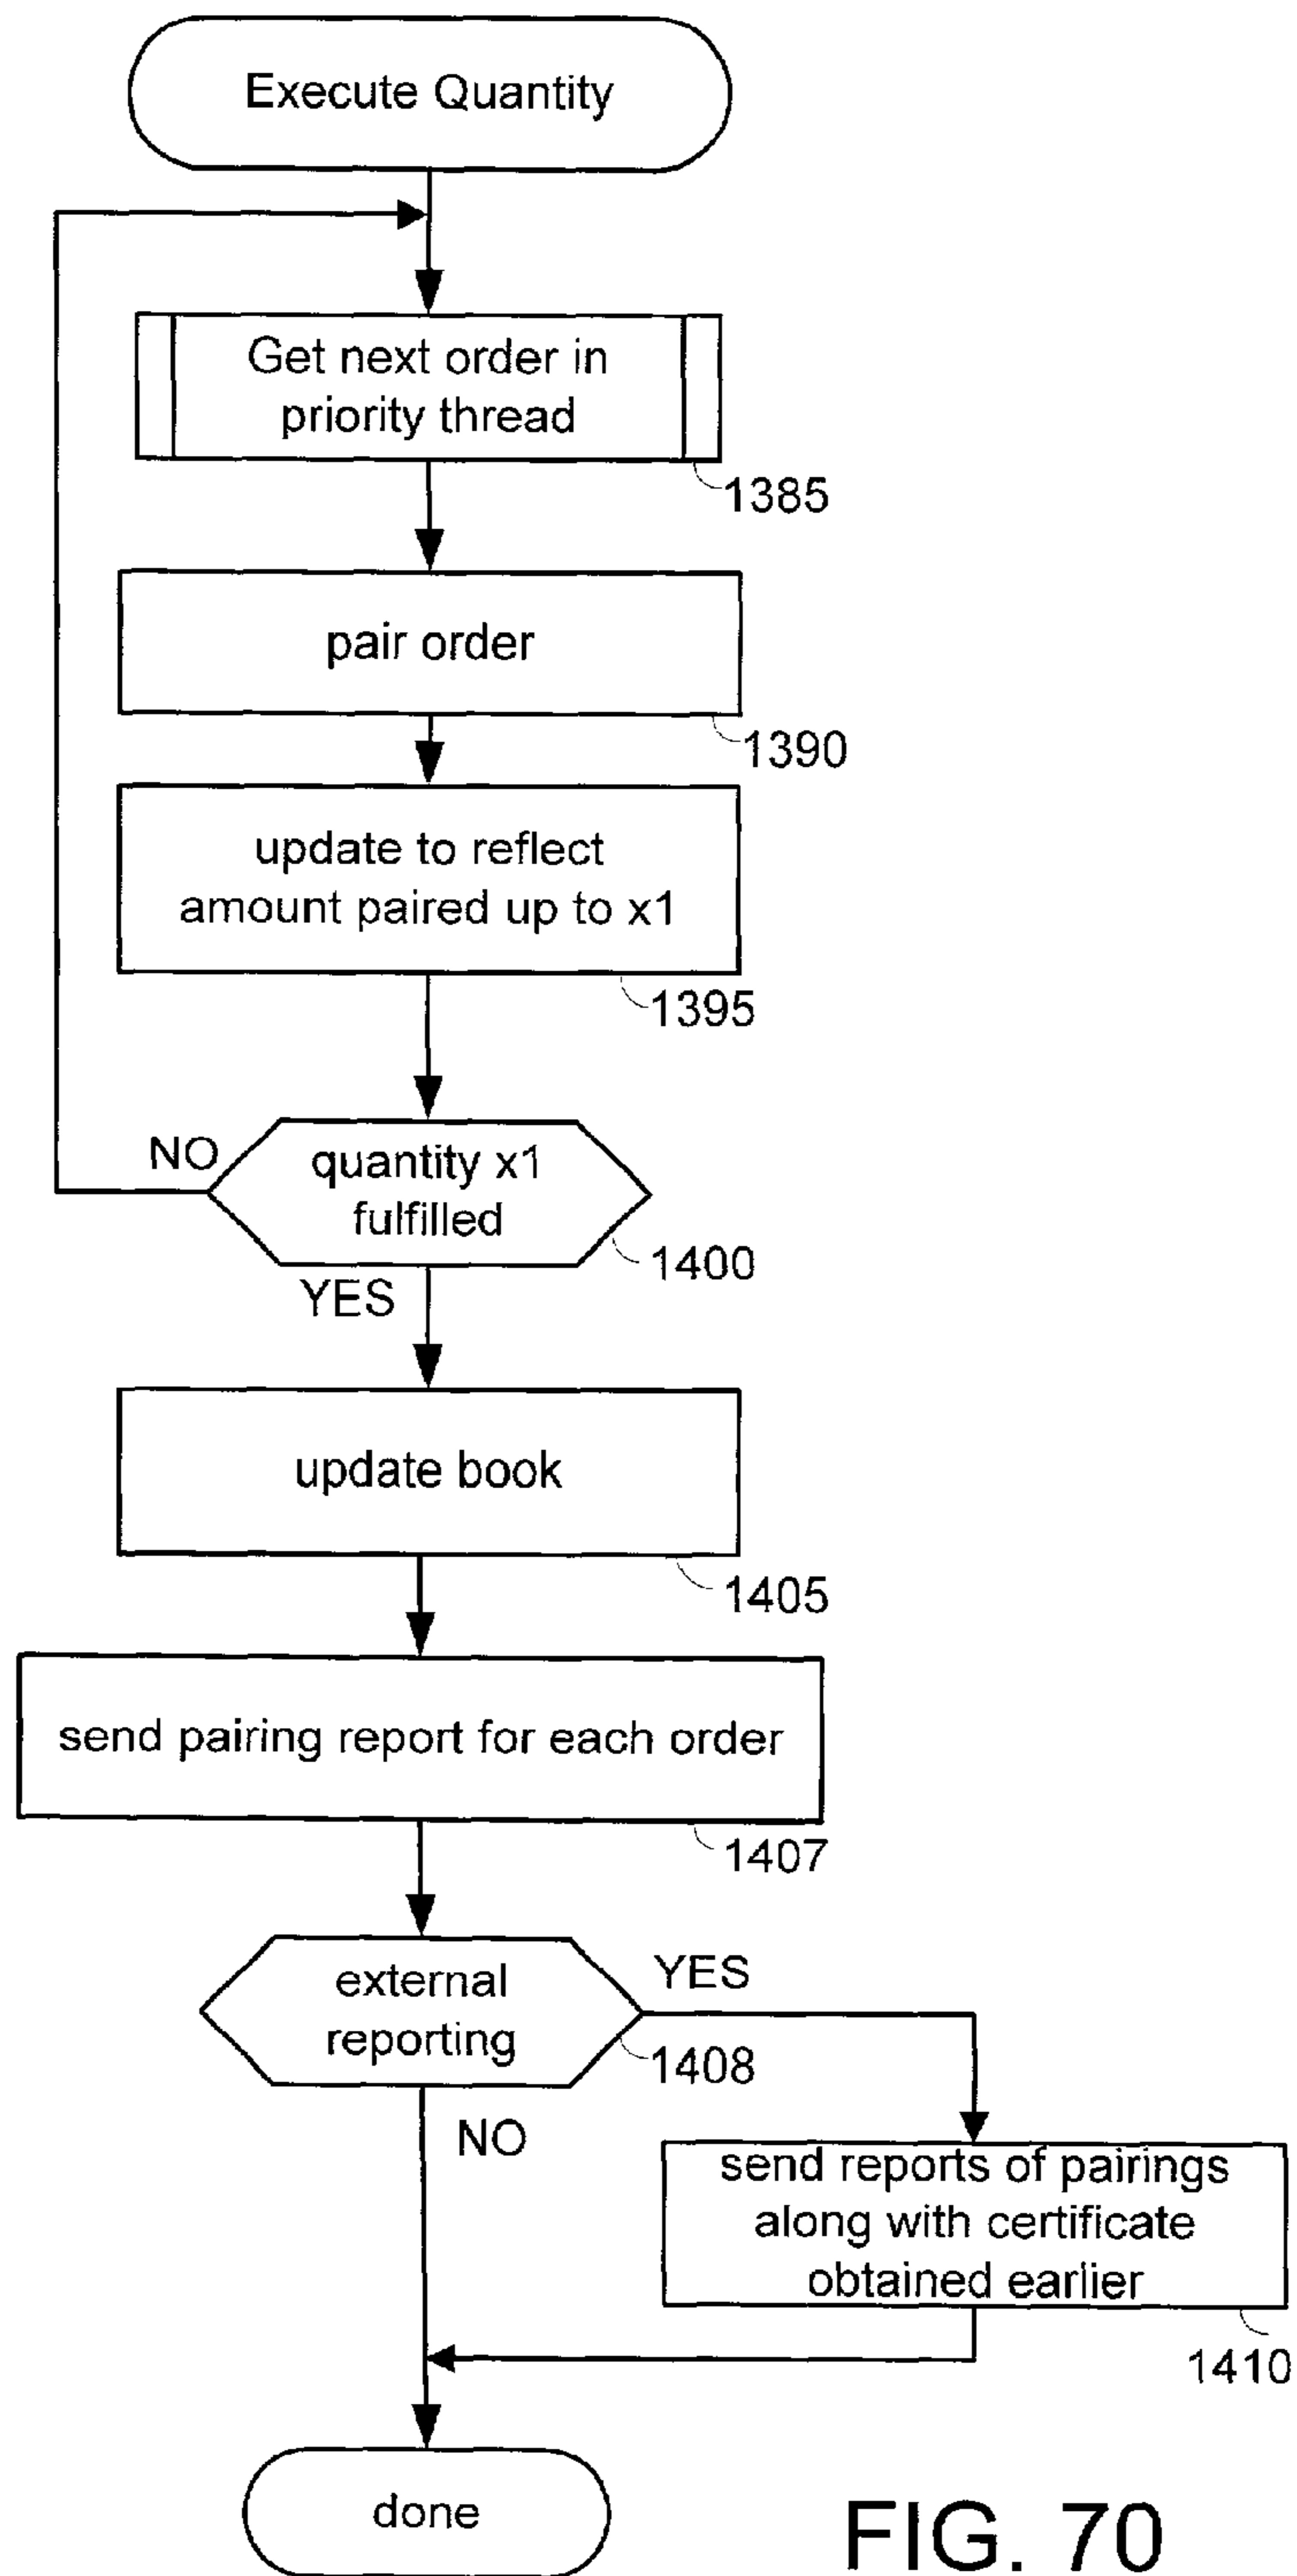 Execute Quantity
Get next order in
priority thread
1385
pair order
1390
update to reflect
amount paired up to x1
1395
NO
quantity x1
fulfilled
1400
YES
update book
1405
send pairing report for each order
1407
external
reporting
YES
1408
NO
send reports of pairings
along with certificate
obtained earlier
1410
done
FIG. 70